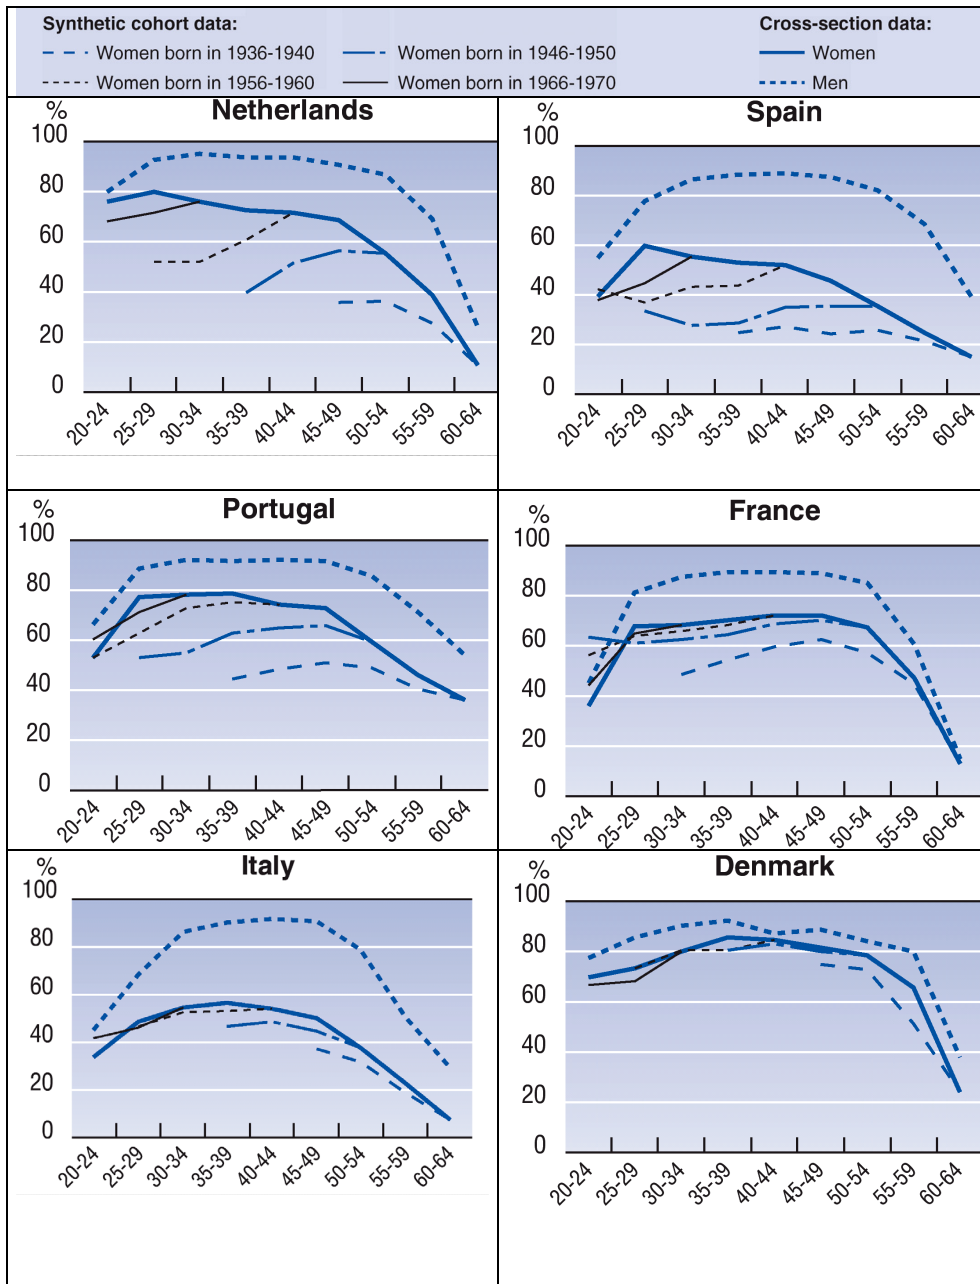 Synthetic cohort data: Cross-section data:
Women born in 1936-1940 Women born in 1946-1950 Women
Women born in 1956-1960 Women born in 1966-1970 Men
Netherlands
%
100
80
60
40
20
0
20-24 25-29 30-34 35-39 40-44 45-49 50-54 55-59 60-64
Spain
%
100
80
60
40
20
0
20-24 25-29 30-34 35-39 40-44 45-49 50-54 55-59 60-64
Portugal
%
100
80
60
40
20
0
20-24 25-29 30-34 35-39 40-44 45-49 50-54 55-59 60-64
France
%
100
80
60
40
20
0
20-24 25-29 30-34 35-39 40-44 45-49 50-54 55-59 60-64
Italy
%
100
80
60
40
20
0
20-24 25-29 30-34 35-39 40-44 45-49 50-54 55-59 60-64
Denmark
%
100
80
60
40
20
0
20-24 25-29 30-34 35-39 40-44 45-49 50-54 55-59 60-64